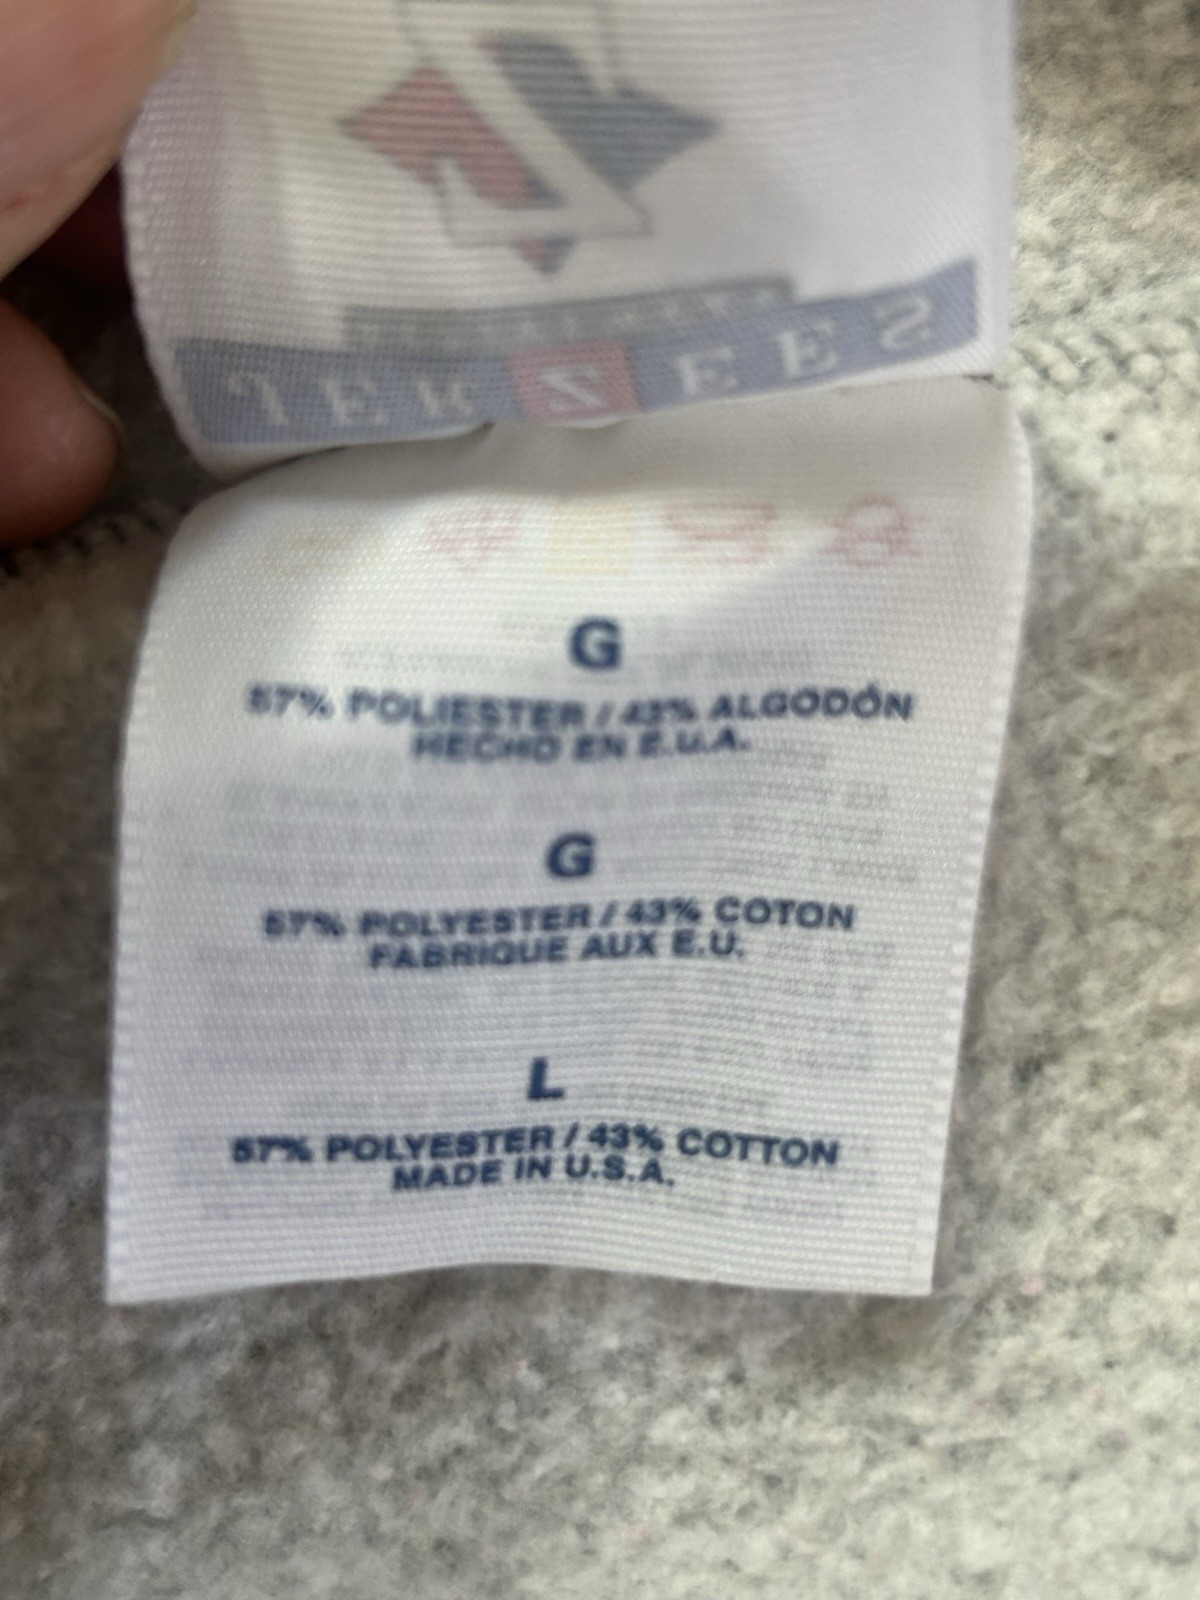 JERZEES
G
57% POLIESTER / 43% ALGODÓN
HECHO EN E.U.A.
G
57% POLYESTER / 43% COTON
FABRIQUE AUX E.U.
L
57% POLYESTER / 43% COTTON
MADE IN U.S.A.